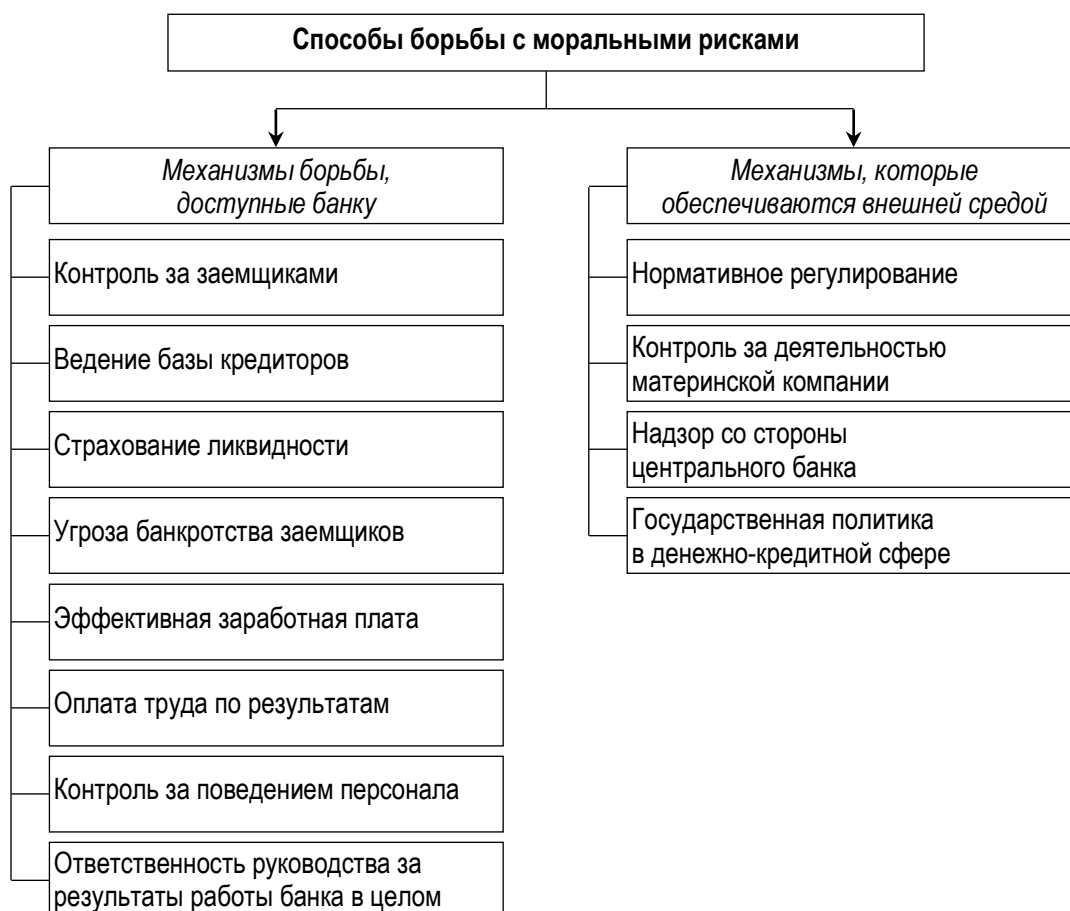 Способы борьбы с моральными рисками
Механизмы борьбы,
доступные банку
Контроль за заемщиками
Ведение базы кредиторов
Страхование ликвидности
Угроза банкротства заемщиков
Эффективная заработная плата
Оплата труда по результатам
Контроль за поведением персонала
Ответственность руководства за
результаты работы банка в целом
Механизмы, которые
обеспечиваются внешней средой
Нормативное регулирование
Контроль за деятельностью
материнской компании
Надзор со стороны
центрального банка
Государственная политика
в денежно-кредитной сфере